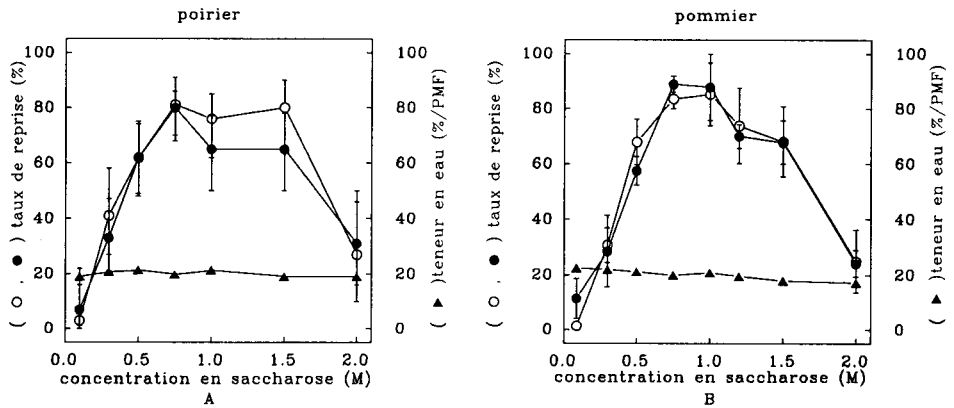 poirier
100
80
60
40
20
0
( ○ , ● ) taux de reprise (%)
100
80
60
40
20
0
( ▲ )teneur en eau (%/PMF)
0.0 0.5 1.0 1.5 2.0
concentration en saccharose (M)
A
pommier
100
80
60
40
20
0
( ○ , ● ) taux de reprise (%)
100
80
60
40
20
0
( ▲ )teneur en eau (%/PMF)
0.0 0.5 1.0 1.5 2.0
concentration en saccharose (M)
B